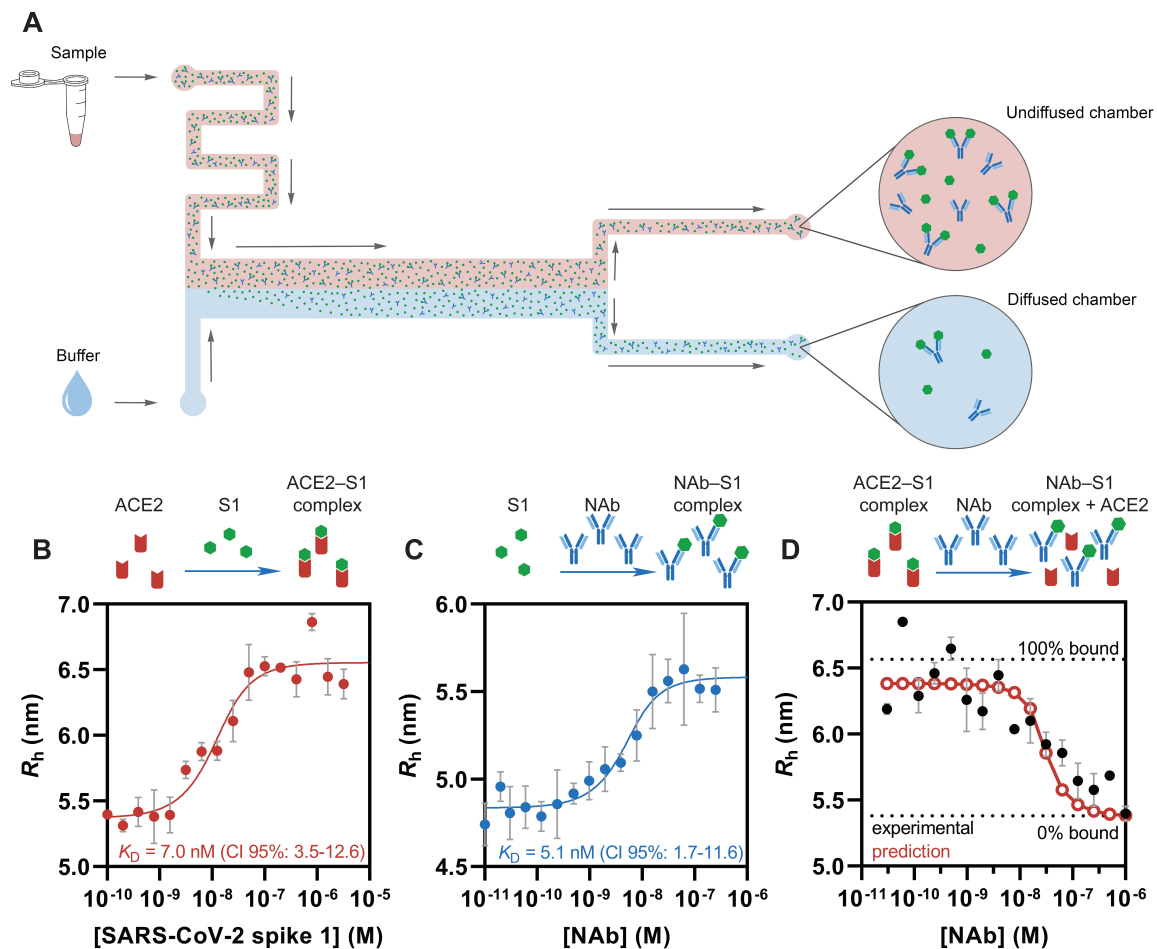 A
Sample
Undiffused chamber
Diffused chamber
Buffer
B
ACE2
S1
ACE2–S1
complex
7.0
6.5
6.0
5.5
5.0
Rh (nm)
KD = 7.0 nM (CI 95%: 3.5-12.6)
10-10 10-9 10-8 10-7 10-6 10-5
[SARS-CoV-2 spike 1] (M)
C
S1
NAb
NAb–S1
complex
6.0
5.5
5.0
4.5
Rh (nm)
KD = 5.1 nM (CI 95%: 1.7-11.6)
10-11 10-10 10-9 10-8 10-7 10-6
[NAb] (M)
D
ACE2–S1
complex
NAb
NAb–S1
complex + ACE2
7.0
6.5
6.0
5.5
5.0
Rh (nm)
100% bound
0% bound
experimental
prediction
10-11 10-10 10-9 10-8 10-7 10-6
[NAb] (M)